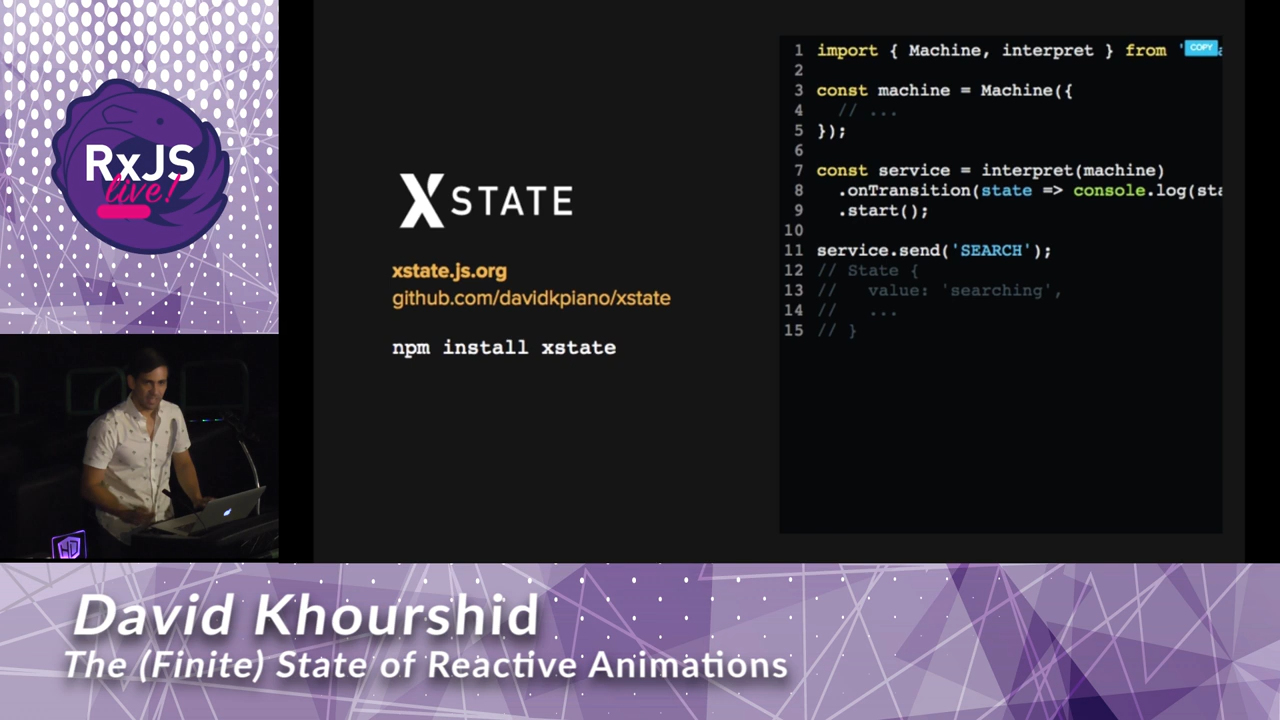 RxJS
live!
XSTATE
xstate.js.org
github.com/davidkpiano/xstate
npm install xstate
COPY
1 import { Machine, interpret } from '
2
3 const machine = Machine({
4 // ...
5 });
6
7 const service = interpret(machine)
8 .onTransition(state => console.log(sta
9 .start();
10
11 service.send('SEARCH');
12 // State {
13 // value: 'searching',
14 // ...
15 // }
HD
David Khourshid
The (Finite) State of Reactive Animations